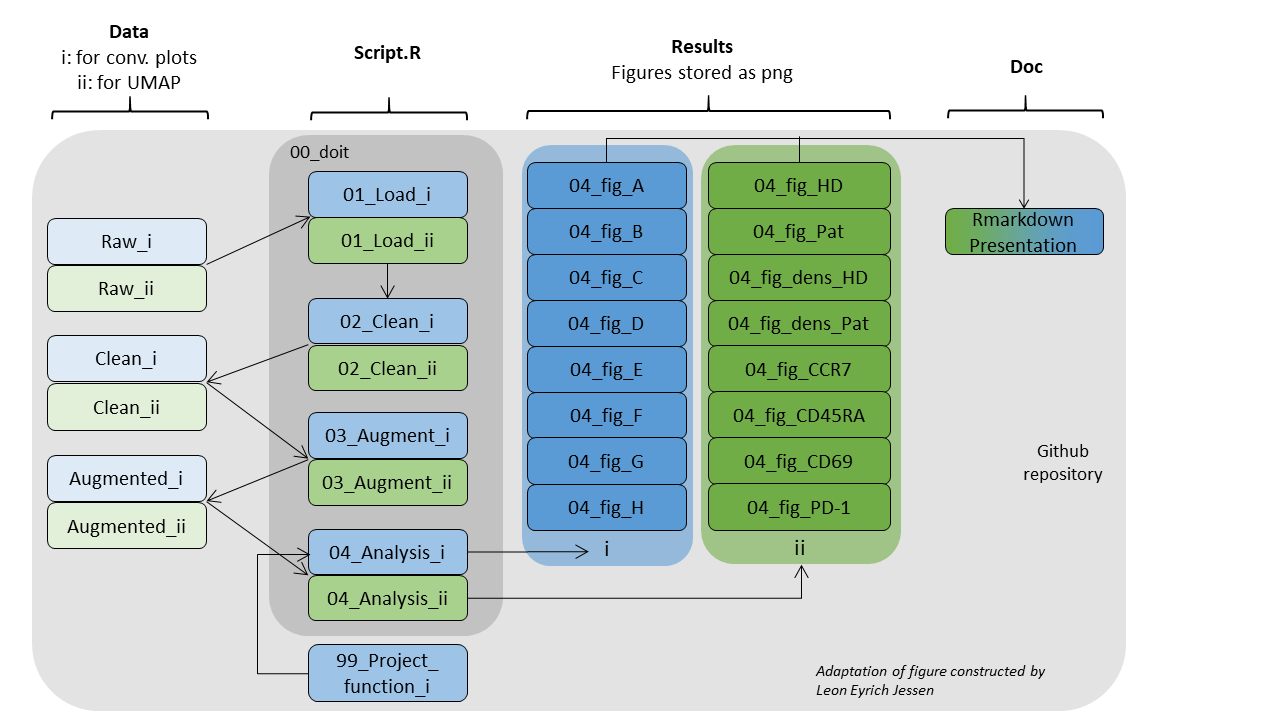 Data
i: for conv. plots
ii: for UMAP
Script.R
Results
Figures stored as png
Doc
00_doit
01_Load_i
01_Load_ii
02_Clean_i
02_Clean_ii
03_Augment_i
03_Augment_ii
04_Analysis_i
04_Analysis_ii
99_Project_
function_i
Raw_i
Raw_ii
Clean_i
Clean_ii
Augmented_i
Augmented_ii
04_fig_A
04_fig_B
04_fig_C
04_fig_D
04_fig_E
04_fig_F
04_fig_G
04_fig_H
i
04_fig_HD
04_fig_Pat
04_fig_dens_HD
04_fig_dens_Pat
04_fig_CCR7
04_fig_CD45RA
04_fig_CD69
04_fig_PD-1
ii
Rmarkdown
Presentation
Github
repository
Adaptation of figure constructed by
Leon Eyrich Jessen